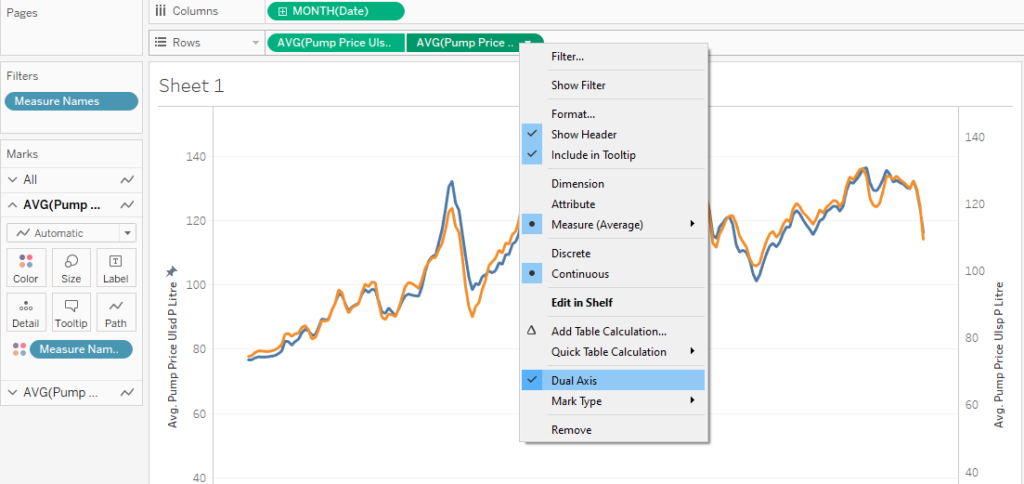 Pages
Columns
MONTH(Date)
Rows
AVG(Pump Price Uls..
AVG(Pump Price ..
Filters
Measure Names
Marks
All
AVG(Pump ...
Automatic
Color
Size
Label
Detail
Tooltip
Path
Measure Nam..
AVG(Pump ...
Sheet 1
Avg. Pump Price Ulsd P Litre
140
120
100
80
60
40
Filter...
Show Filter
Format...
Show Header
Include in Tooltip
Dimension
Attribute
Measure (Average)
Discrete
Continuous
Edit in Shelf
Add Table Calculation...
Quick Table Calculation
Dual Axis
Mark Type
Remove
140
120
100
80
60
40
Avg. Pump Price Ulsp P Litre